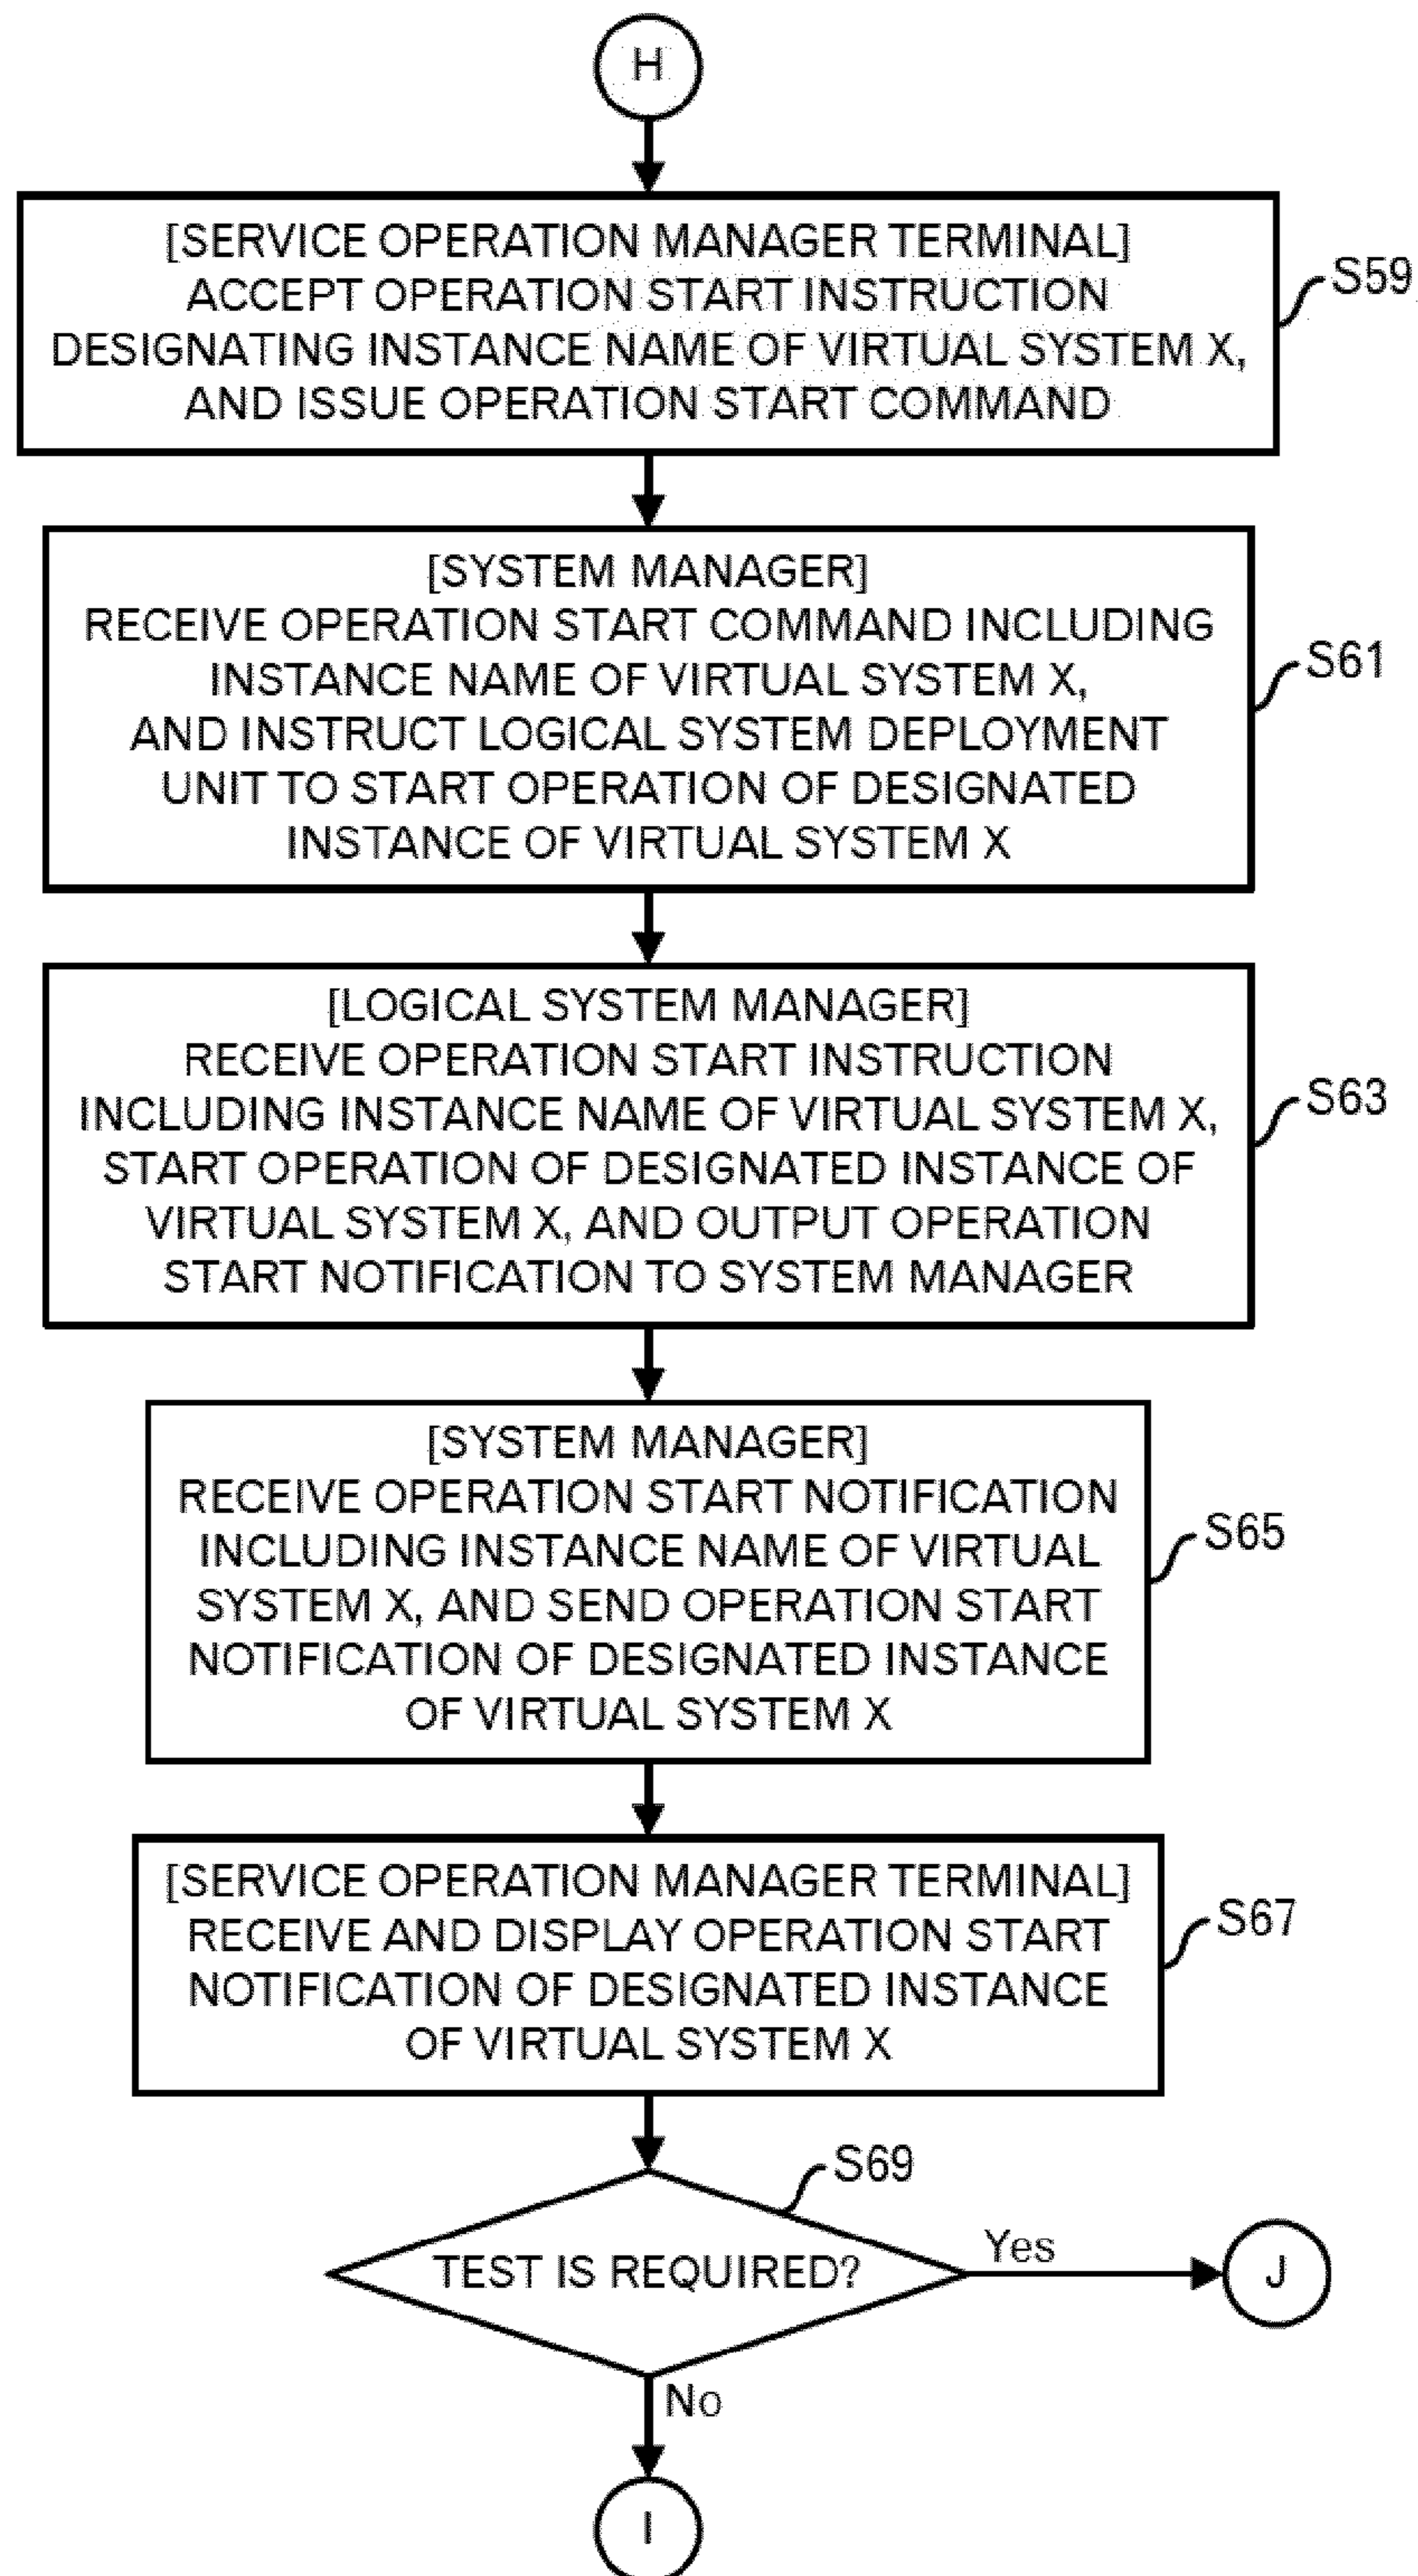 H
[SERVICE OPERATION MANAGER TERMINAL]
ACCEPT OPERATION START INSTRUCTION
DESIGNATING INSTANCE NAME OF VIRTUAL SYSTEM X,
AND ISSUE OPERATION START COMMAND
S59
[SYSTEM MANAGER]
RECEIVE OPERATION START COMMAND INCLUDING
INSTANCE NAME OF VIRTUAL SYSTEM X,
AND INSTRUCT LOGICAL SYSTEM DEPLOYMENT
UNIT TO START OPERATION OF DESIGNATED
INSTANCE OF VIRTUAL SYSTEM X
S61
[LOGICAL SYSTEM MANAGER]
RECEIVE OPERATION START INSTRUCTION
INCLUDING INSTANCE NAME OF VIRTUAL SYSTEM X,
START OPERATION OF DESIGNATED INSTANCE OF
VIRTUAL SYSTEM X, AND OUTPUT OPERATION
START NOTIFICATION TO SYSTEM MANAGER
S63
[SYSTEM MANAGER]
RECEIVE OPERATION START NOTIFICATION
INCLUDING INSTANCE NAME OF VIRTUAL
SYSTEM X, AND SEND OPERATION START
NOTIFICATION OF DESIGNATED INSTANCE
OF VIRTUAL SYSTEM X
S65
[SERVICE OPERATION MANAGER TERMINAL]
RECEIVE AND DISPLAY OPERATION START
NOTIFICATION OF DESIGNATED INSTANCE
OF VIRTUAL SYSTEM X
S67
S69
TEST IS REQUIRED?
Yes
J
No
I